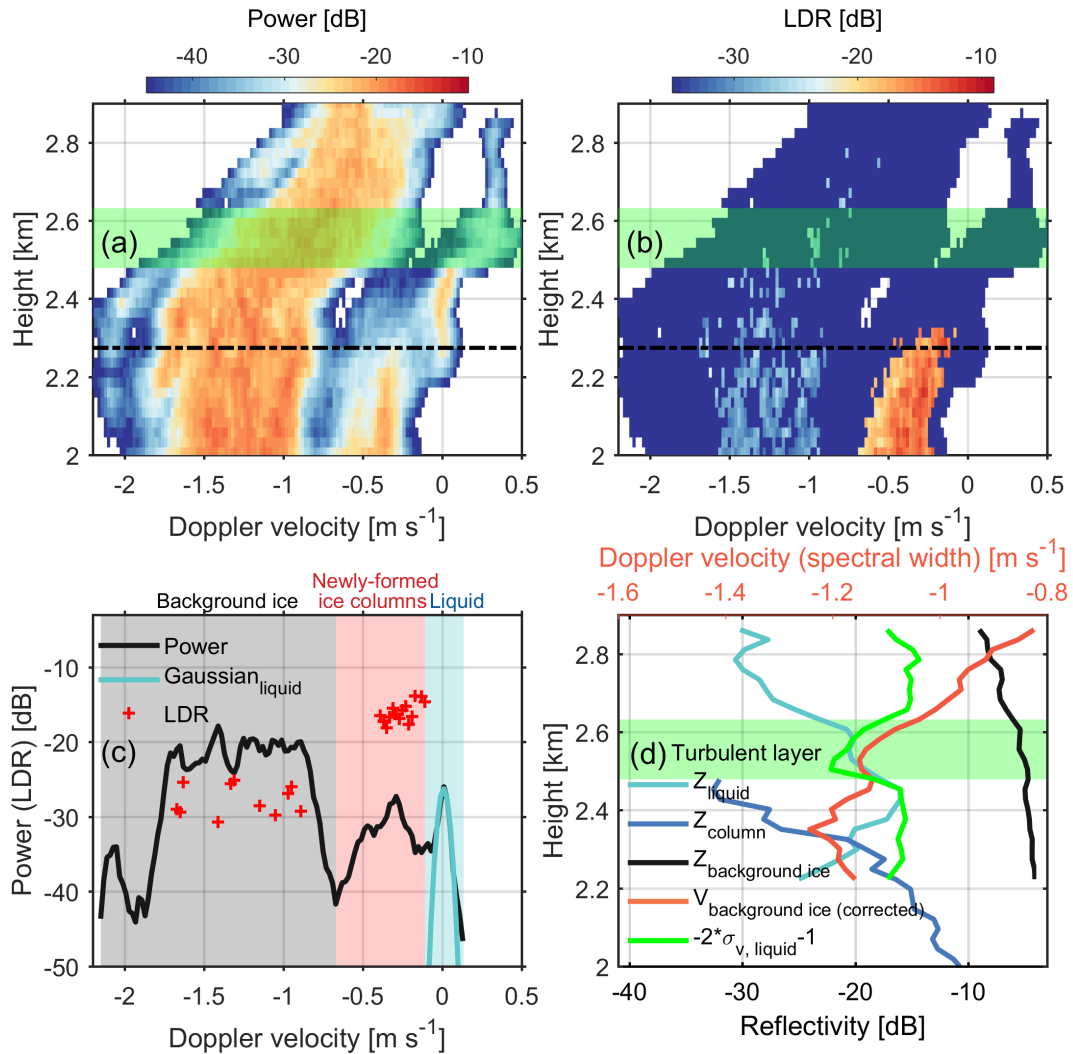 Power [dB]
-40 -30 -20 -10
2.8
2.6
2.4
2.2
2
Height [km]
(a)
-2 -1.5 -1 -0.5 0 0.5
Doppler velocity [m s-1]
LDR [dB]
-30 -20 -10
2.8
2.6
2.4
2.2
2
Height [km]
(b)
-2 -1.5 -1 -0.5 0 0.5
Doppler velocity [m s-1]
Newly-formed
Background ice ice columns Liquid
Power
Gaussianliquid
LDR
(c)
-10
-20
-30
-40
-50
Power (LDR) [dB]
-2 -1.5 -1 -0.5 0 0.5
Doppler velocity [m s-1]
Doppler velocity (spectral width) [m s-1]
-1.6 -1.4 -1.2 -1 -0.8
2.8
2.6
2.4
2.2
2
Height [km]
(d) Turbulent layer
Zliquid
Zcolumn
Zbackground ice
Vbackground ice (corrected)
-2*σv, liquid-1
-40 -30 -20 -10
Reflectivity [dB]